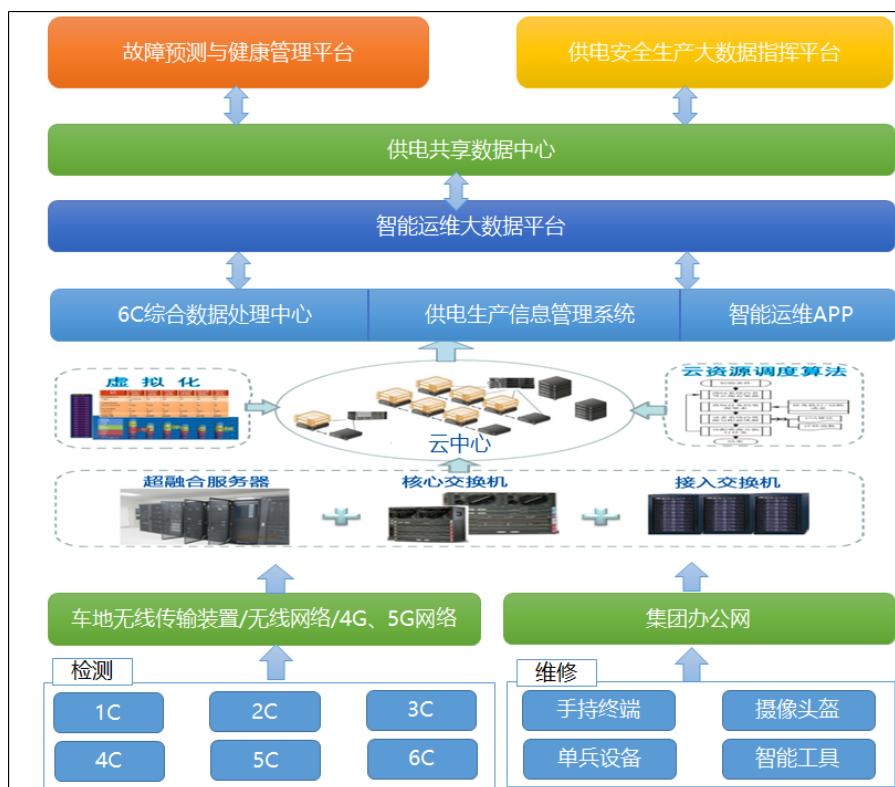 故障预测与健康管理平台
供电安全生产大数据指挥平台
供电共享数据中心
智能运维大数据平台
6C综合数据处理中心
供电生产信息管理系统
智能运维APP
虚拟化
云中心
云资源调度算法
超融合服务器
核心交换机
接入交换机
车地无线传输装置/无线网络/4G、5G网络
集团办公网
检测
1C
2C
3C
4C
5C
6C
维修
手持终端
摄像头盔
单兵设备
智能工具